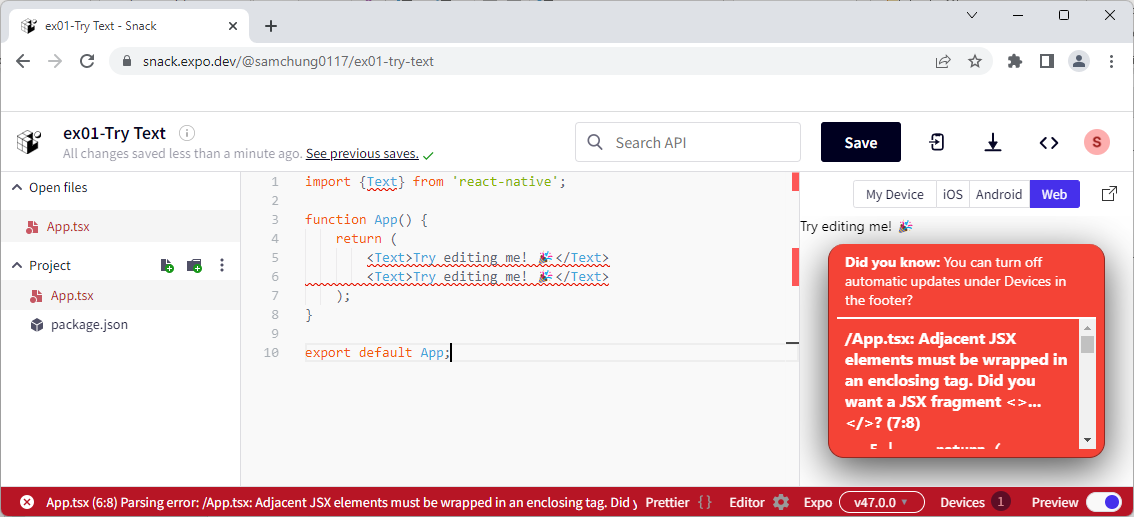 ex01-Try Text - Snack
snack.expo.dev/@samchung0117/ex01-try-text
ex01-Try Text
All changes saved less than a minute ago. See previous saves.
Search API
Save
S
Open files
App.tsx
Project
App.tsx
package.json
1 import {Text} from 'react-native';
2
3 function App() {
4 return (
5 <Text>Try editing me! 🎉</Text>
6 <Text>Try editing me! 🎉</Text>
7 );
8 }
9
10 export default App;
My Device iOS Android Web
Try editing me! 🎉
Did you know: You can turn off
automatic updates under Devices in
the footer?
/App.tsx: Adjacent JSX
elements must be wrapped in
an enclosing tag. Did you
want a JSX fragment <>...
</>? (7:8)
5 | return (
App.tsx (6:8) Parsing error: /App.tsx: Adjacent JSX elements must be wrapped in an enclosing tag. Did y
Prettier { } Editor Expo v47.0.0 Devices 1 Preview